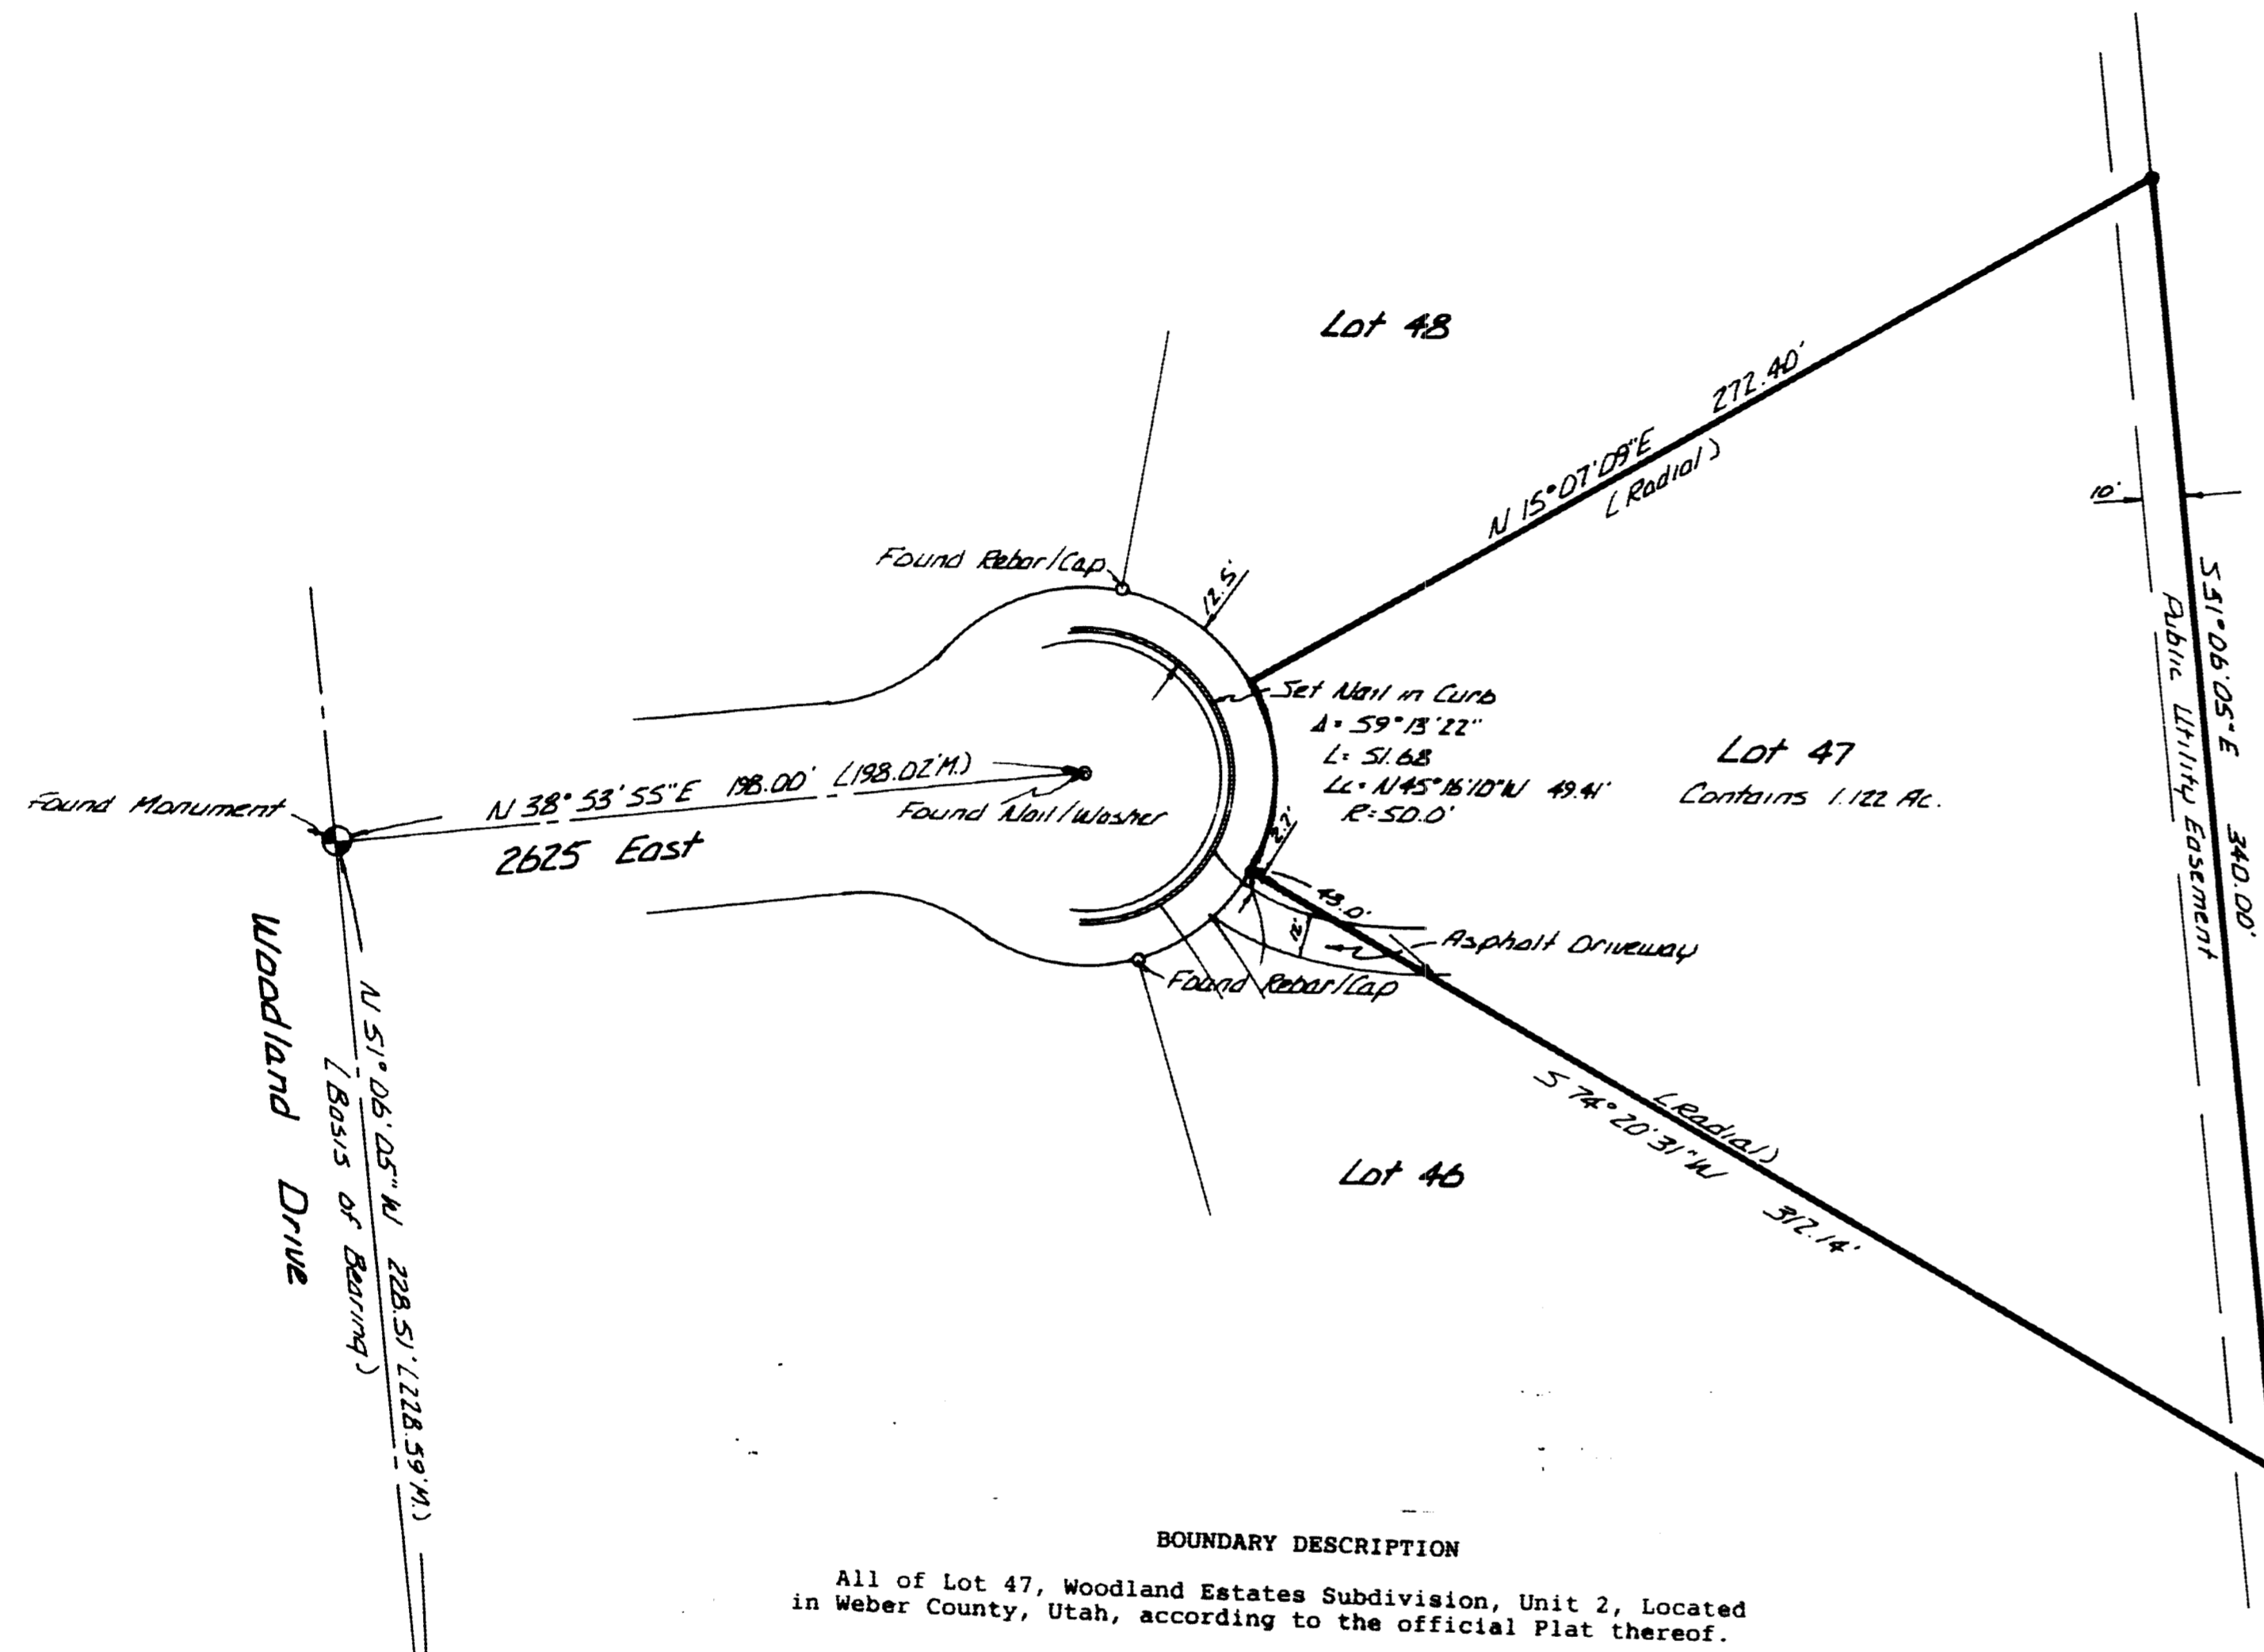 Lot 48
272.40'
N 15°07'09"E
(Radial)
10'
S 51°06'05"E 340.00'
Public Utility Easement
Found Rebar/Cap
12.5'
Set Nail in Curb
Δ= 59°13'22"
L= 51.68
Lc= N45°16'10"W 49.41'
R=50.0'
Lot 47
Contains 1.122 Ac.
N 38°53'55"E 198.00' (198.02'M.)
Found Monument
Found Nail/Washer
2625 East
2.7'
43.0'
12'
Asphalt Driveway
Found Rebar/Cap
Woodland Drive
N 51°06'05"W 228.51' (228.59'M.)
(Basis of Bearing)
(Radial)
S 74°20'31"W 312.14'
Lot 46
BOUNDARY DESCRIPTION
All of Lot 47, Woodland Estates Subdivision, Unit 2, Located
in Weber County, Utah, according to the official Plat thereof.